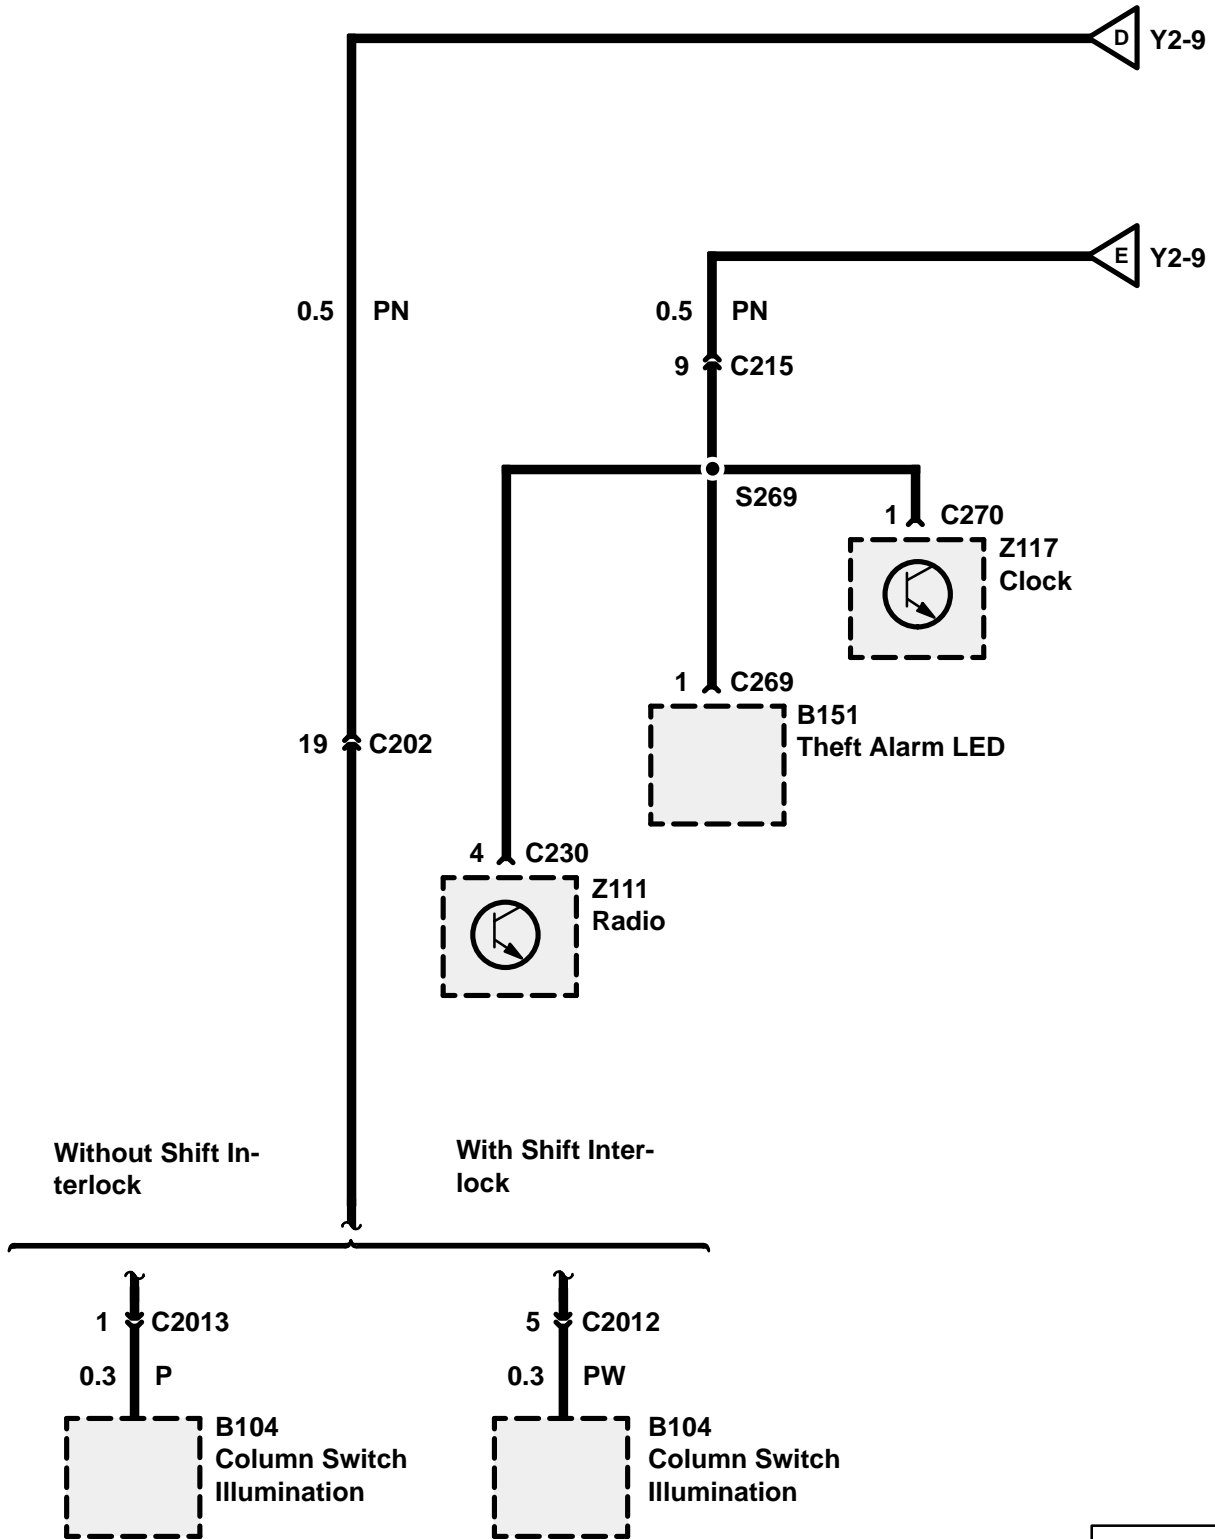 D Y2-9
E Y2-9
0.5 PN
0.5 PN
9 C215
S269
1 C270
Z117
Clock
1 C269
B151
Theft Alarm LED
19 C202
4 C230
Z111
Radio
Without Shift In-
terlock
With Shift Inter-
lock
1 C2013
5 C2012
0.3 P
0.3 PW
B104
Column Switch
Illumination
B104
Column Switch
Illumination